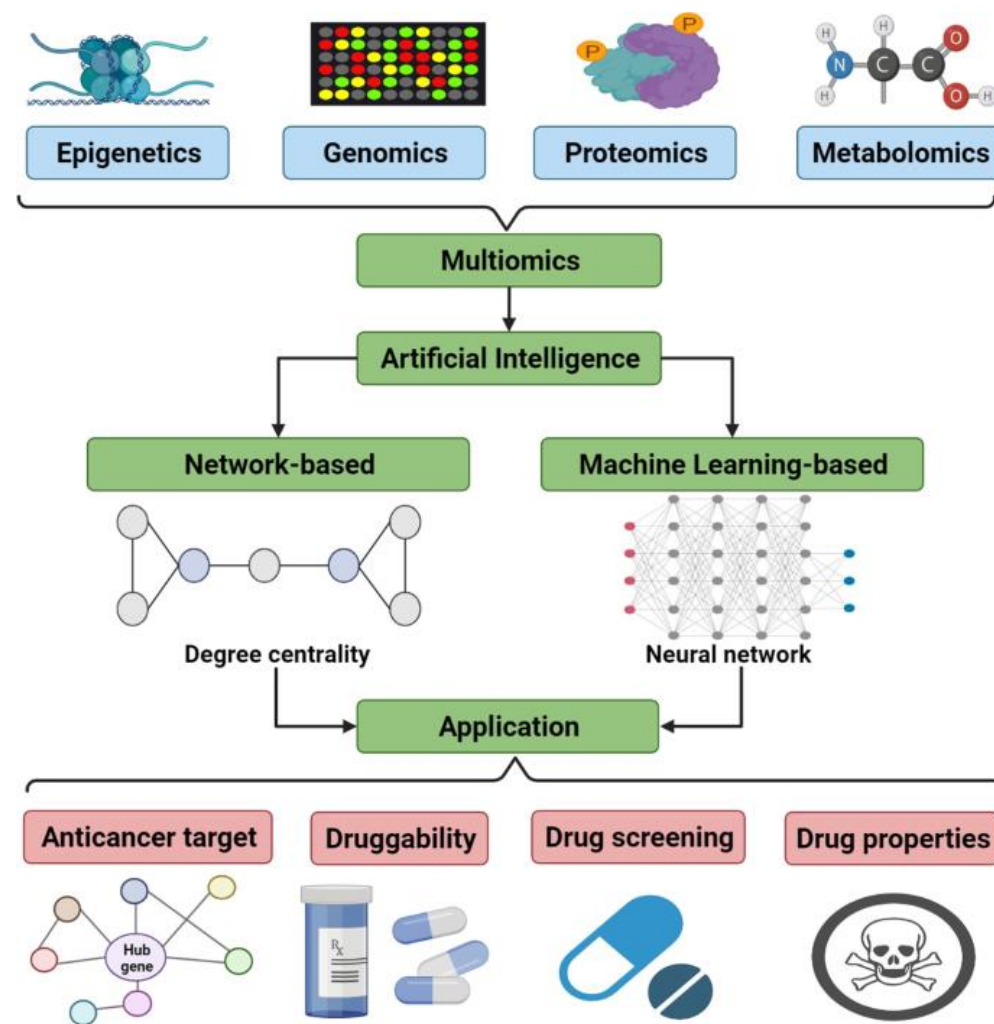 P
P
H
H
N
C
C
O
H
O
H
Epigenetics
Genomics
Proteomics
Metabolomics
Multiomics
Artificial Intelligence
Network-based
Machine Learning-based
Degree centrality
Neural network
Application
Anticancer target
Druggability
Drug screening
Drug properties
Hub
gene
Rx